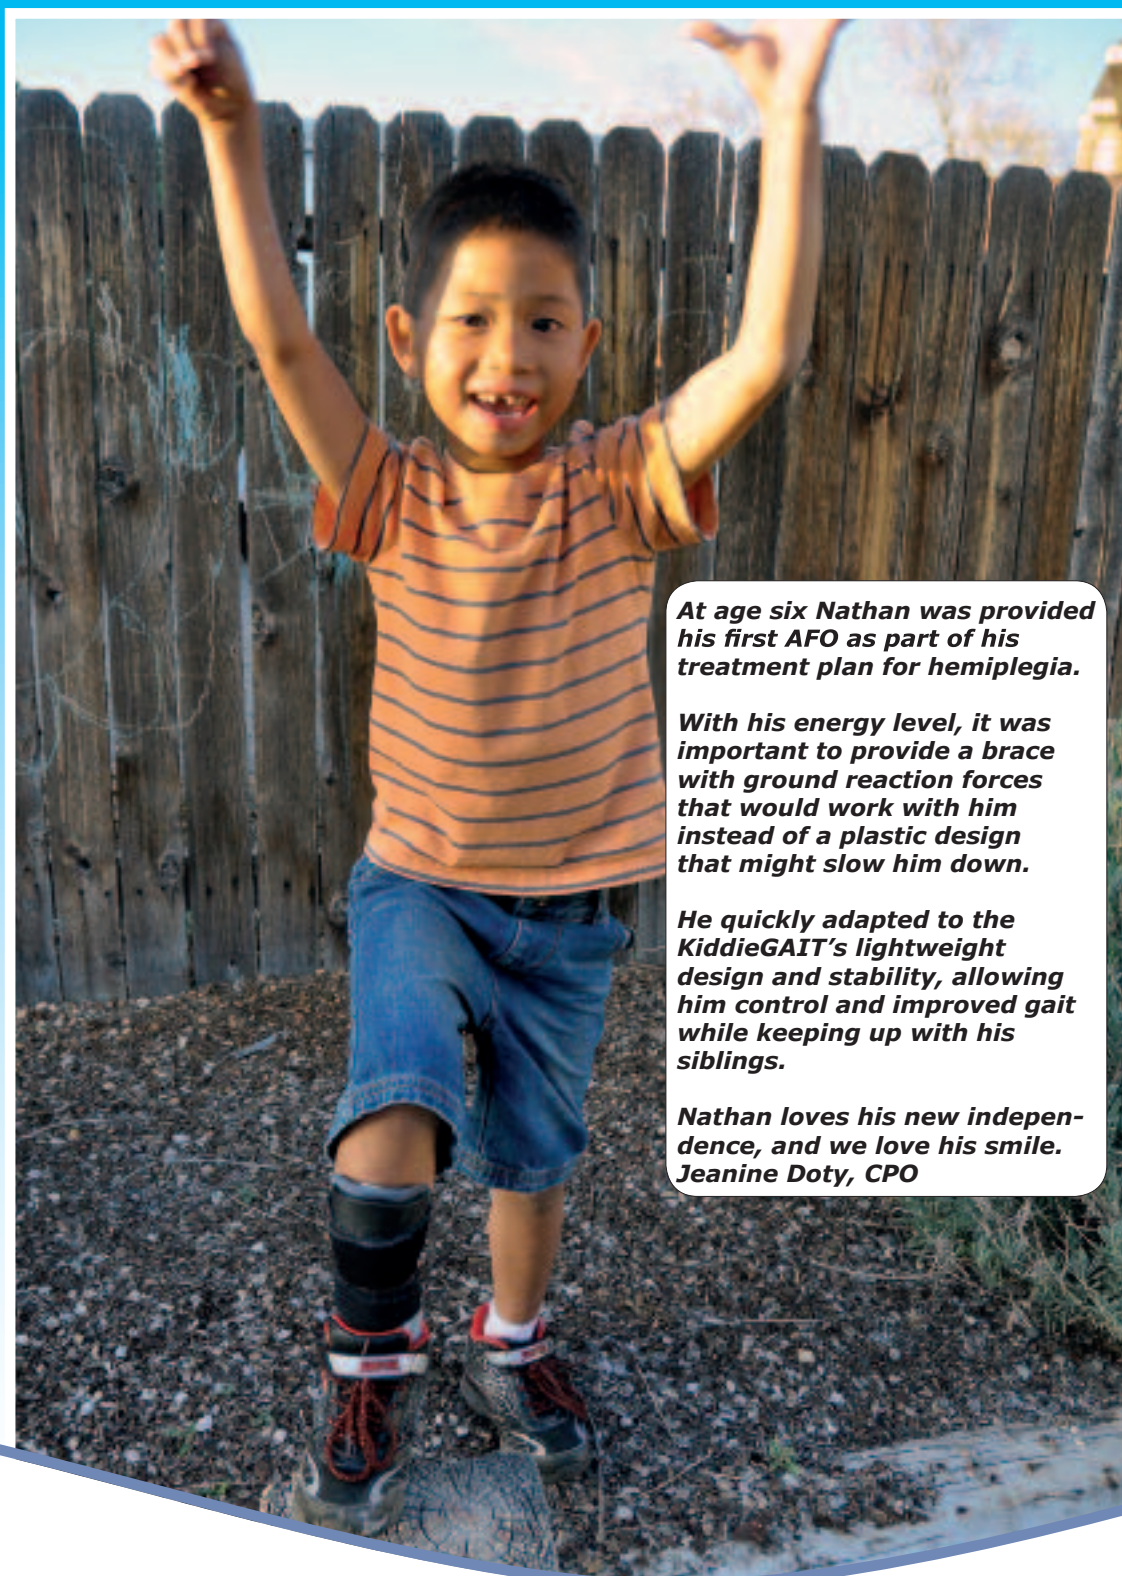 At age six Nathan was provided
his first AFO as part of his
treatment plan for hemiplegia.
With his energy level, it was
important to provide a brace
with ground reaction forces
that would work with him
instead of a plastic design
that might slow him down.
He quickly adapted to the
KiddieGAIT’s lightweight
design and stability, allowing
him control and improved gait
while keeping up with his
siblings.
Nathan loves his new indepen-
dence, and we love his smile.
Jeanine Doty, CPO